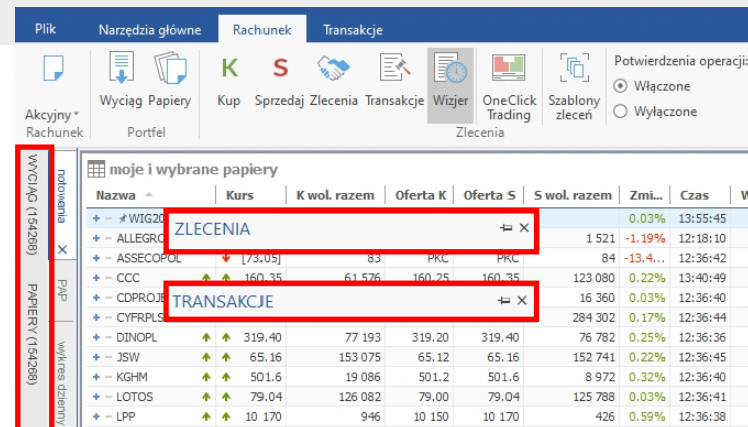 Plik Narzędzia główne Rachunek Transakcje
Potwierdzenia operacji:
Włączone
Wyłączone
Akcyjny Wyciąg Papiery Kup Sprzedaj Zlecenia Transakcje Wizjer OneClick Trading Szablony zleceń
Rachunek Portfel Zlecenia
WYCIĄG (154268)
PAPIERY (154268)
notowania
PAP
wykres dzienny
moje i wybrane papiery
Nazwa Kurs K wol. razem Oferta K Oferta S S wol. razem Zmi... Czas
WIG20 0.03% 13:55:45
ZLECENIA
ALLEGRO 1 521 -1.19% 12:18:10
ASSECOPOL [73.05] 83 PKC PKC 84 -13.4... 12:36:42
CCC 160.35 61 576 160.25 160.35 123 080 0.22% 13:40:49
CDPROJE 16 360 0.03% 12:36:40
TRANSAKCJE
CYFRPLS 284 302 0.17% 12:36:44
DINOPL 319.40 77 193 319.20 319.40 76 782 0.25% 12:36:36
JSW 65.16 153 075 65.12 65.16 152 741 0.22% 12:36:45
KGHM 501.6 19 086 501.2 501.6 8 972 0.32% 12:36:40
LOTOS 79.04 126 082 79.00 79.04 125 788 0.03% 12:36:41
LPP 10 170 946 10 150 10 170 426 0.59% 12:36:38